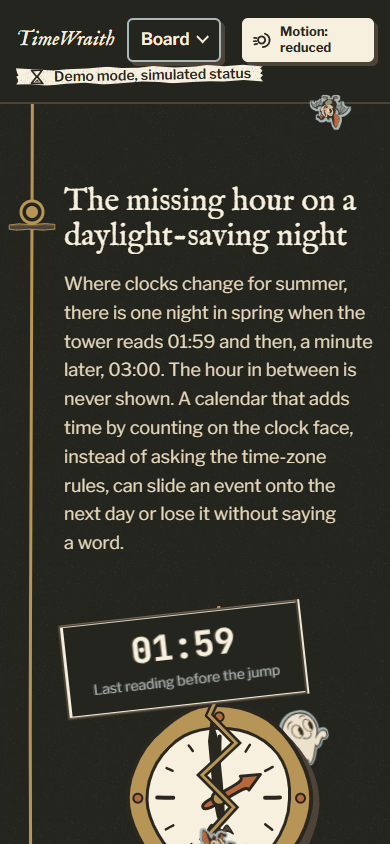 TimeWraith
Board
Motion:
reduced
Demo mode, simulated status
The missing hour on a
daylight-saving night
Where clocks change for summer,
there is one night in spring when the
tower reads 01:59 and then, a minute
later, 03:00. The hour in between is
never shown. A calendar that adds
time by counting on the clock face,
instead of asking the time-zone
rules, can slide an event onto the
next day or lose it without saying
a word.
01:59
Last reading before the jump